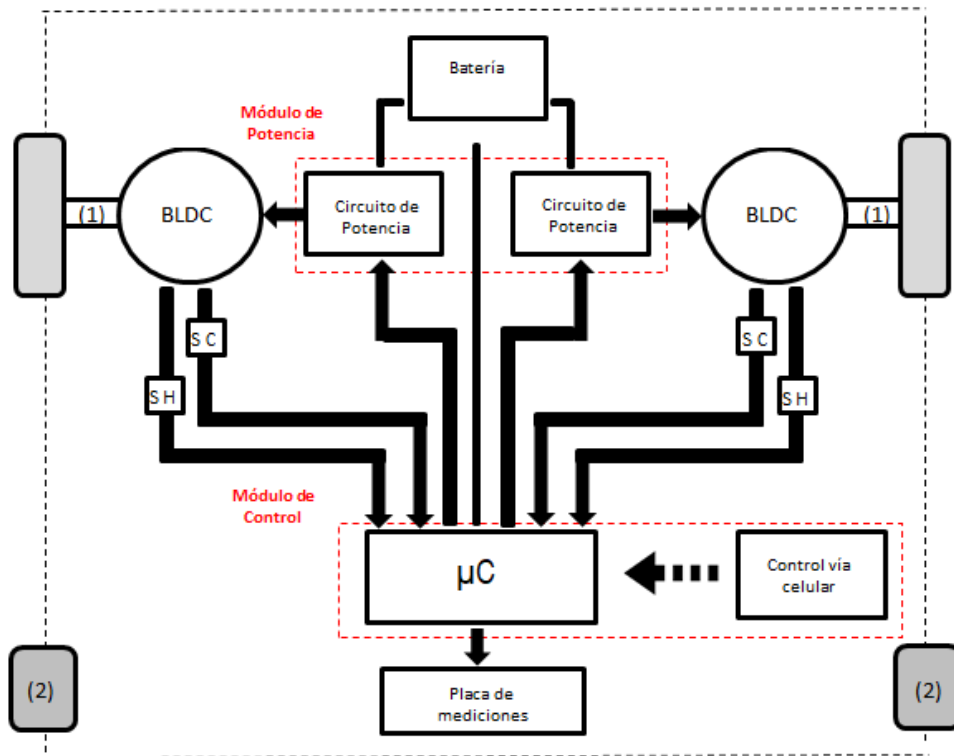 Batería
Módulo de
Potencia
(1)
BLDC
Circuito de
Potencia
Circuito de
Potencia
BLDC
(1)
S C
S C
S H
S H
Módulo de
Control
µC
Control vía
celular
(2)
Placa de
mediciones
(2)